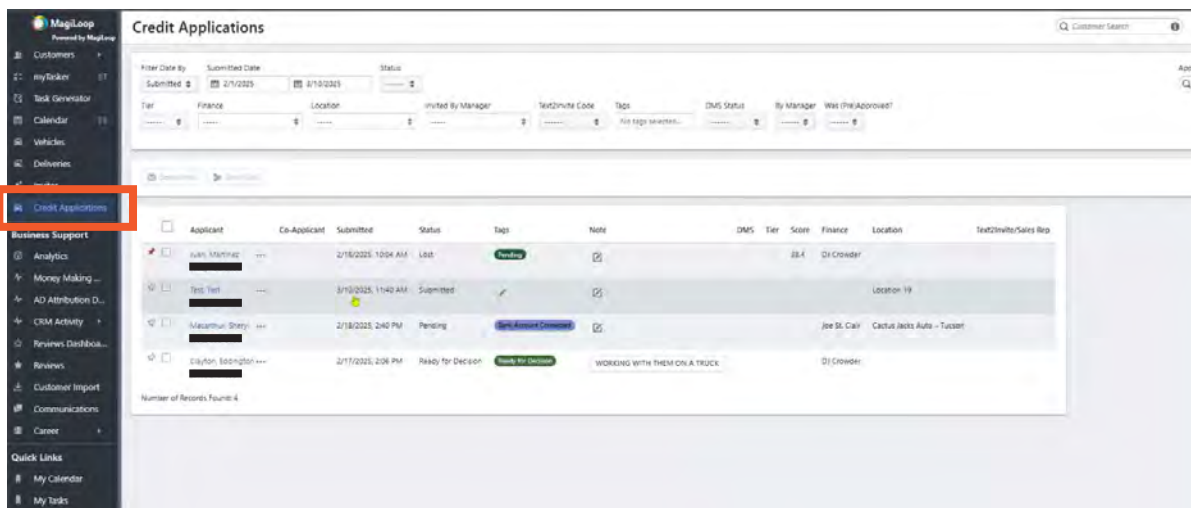 MagiLoop
Powered by MagiLoop
Credit Applications
Customer Search
Customers
myTasker
Task Generator
Calendar
Vehicles
Deliveries
Credit Applications
Business Support
Analytics
Money Making ...
AD Attribution D...
CRM Activity
Reviews Dashboa...
Reviews
Customer Import
Communications
Career
Quick Links
My Calendar
My Tasks
Filter Date By Submitted Date Status
Submitted 2/1/2025 3/10/2025 ------
Tier Finance Location Invited By Manager Text2Invite Code Tags DMS Status By Manager Was (Pre)Approved?
------ ------ ------ ------ ------ No tags selected... ------ ------ ------
Applicant Co-Applicant Submitted Status Tags Note DMS Tier Score Finance Location Text2Invite/Sales Rep
Juan, Martinez ... 2/18/2025, 10:04 AM Lost Pending DJ Crowder
Test, Teri ... 3/10/2025, 11:40 AM Submitted Location 19
Macarthur, Shery... 2/18/2025, 2:40 PM Pending Bank Account Connected Joe St. Clair Cactus Jacks Auto - Tucson
Clayton, Eddington ... 2/17/2025, 2:06 PM Ready for Decision Ready for Decision WORKING WITH THEM ON A TRUCK DJ Crowder
Number of Records Found: 4